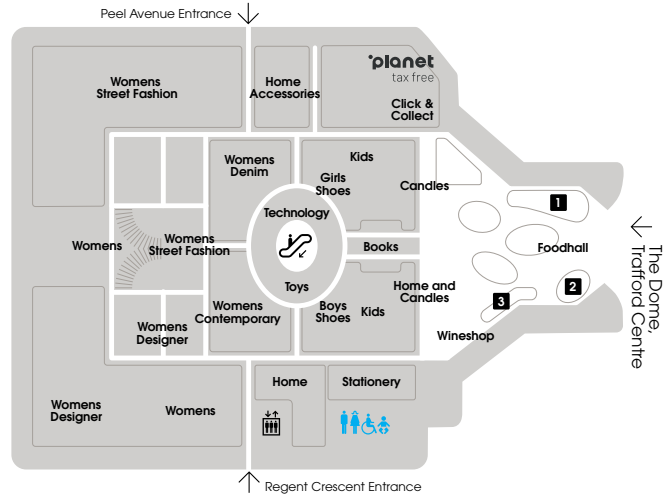 Peel Avenue Entrance
planet
tax free
Womens
Street Fashion
Home
Accessories
Click &
Collect
Womens
Denim
Kids
Girls
Shoes
Candles
1
Technology
Womens
Womens
Street Fashion
Books
Foodhall
The Dome,
Trafford Centre
Toys
Home and
Candles
2
3
Womens
Contemporary
Boys
Shoes
Kids
Womens
Designer
Wineshop
Home
Stationery
Womens
Designer
Womens
Regent Crescent Entrance